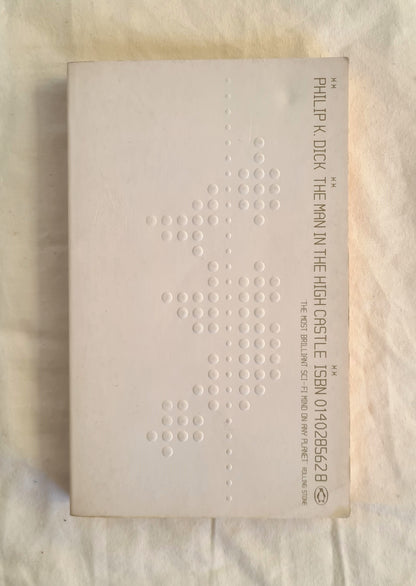 PHILIP K. DICK THE MAN IN THE HIGH CASTLE ISBN 0140285628
THE MOST BRILLIANT SCI-FI MIND ON ANY PLANET ROLLING STONE